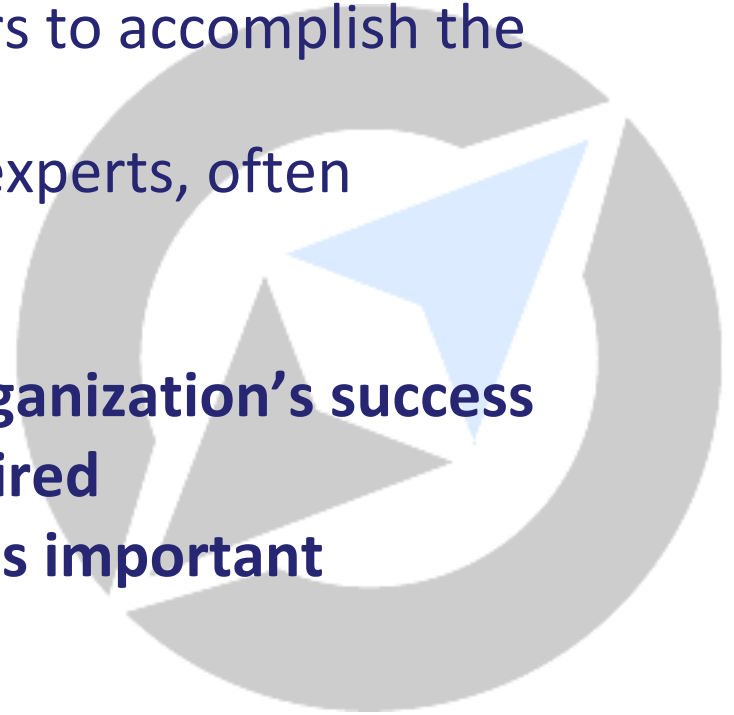 rs to accomplish the
experts, often
ganization’s success
ired
s important